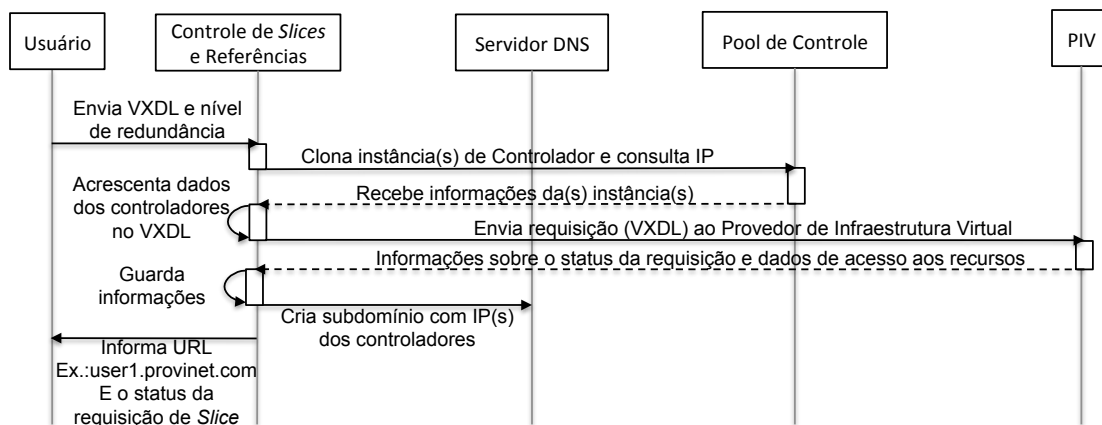 Usuário
Controle de Slices
e Referências
Servidor DNS
Pool de Controle
PIV
Envia VXDL e nível
de redundância
Clona instância(s) de Controlador e consulta IP
Recebe informações da(s) instância(s)
Acrescenta dados
dos controladores
no VXDL
Envia requisição (VXDL) ao Provedor de Infraestrutura Virtual
Informações sobre o status da requisição e dados de acesso aos recursos
Guarda
informações
Cria subdomínio com IP(s)
dos controladores
Informa URL
Ex.:user1.provinet.com
E o status da
requisição de Slice